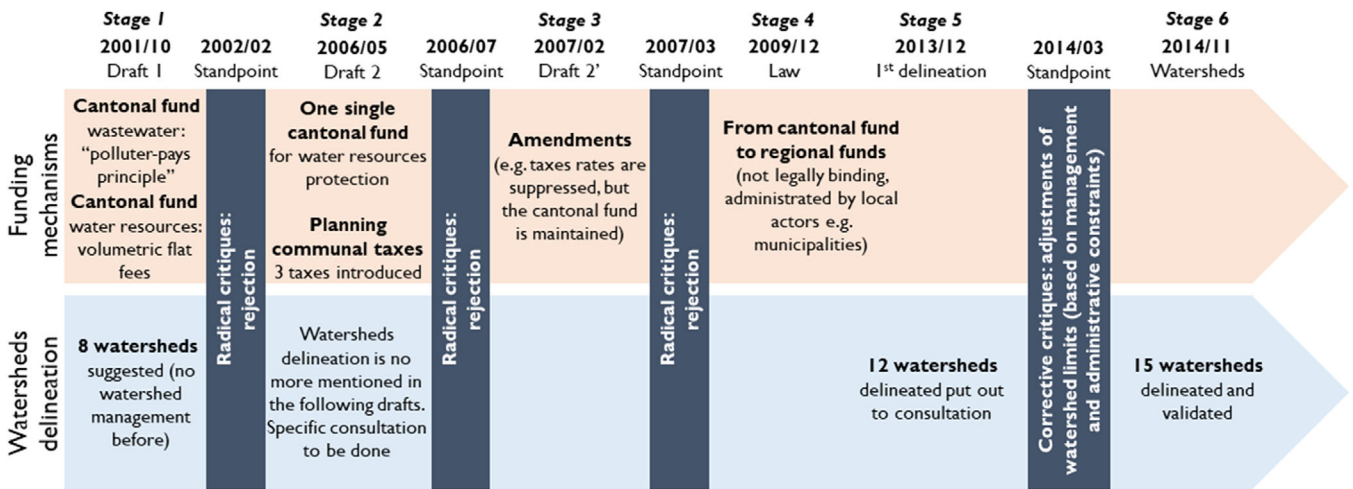 Stage 1
2001/10
Draft 1
2002/02
Standpoint
Stage 2
2006/05
Draft 2
2006/07
Standpoint
Stage 3
2007/02
Draft 2'
2007/03
Standpoint
Stage 4
2009/12
Law
Stage 5
2013/12
1st delineation
2014/03
Standpoint
Stage 6
2014/11
Watersheds
Funding
mechanisms
Cantonal fund
wastewater:
“polluter-pays
principle”
Cantonal fund
water resources:
volumetric flat
fees
Radical critiques:
rejection
One single
cantonal fund
for water resources
protection
Planning
communal taxes
3 taxes introduced
Radical critiques:
rejection
Amendments
(e.g. taxes rates are
suppressed, but
the cantonal fund
is maintained)
Radical critiques:
rejection
From cantonal fund
to regional funds
(not legally binding,
administrated by local
actors e.g.
municipalities)
Corrective critiques: adjustments of
watershed limits (based on management
and administrative constraints)
Watersheds
delineation
8 watersheds
suggested (no
watershed
management
before)
Watersheds
delineation is no
more mentioned in
the following drafts.
Specific consultation
to be done
12 watersheds
delineated put out
to consultation
15 watersheds
delineated and
validated